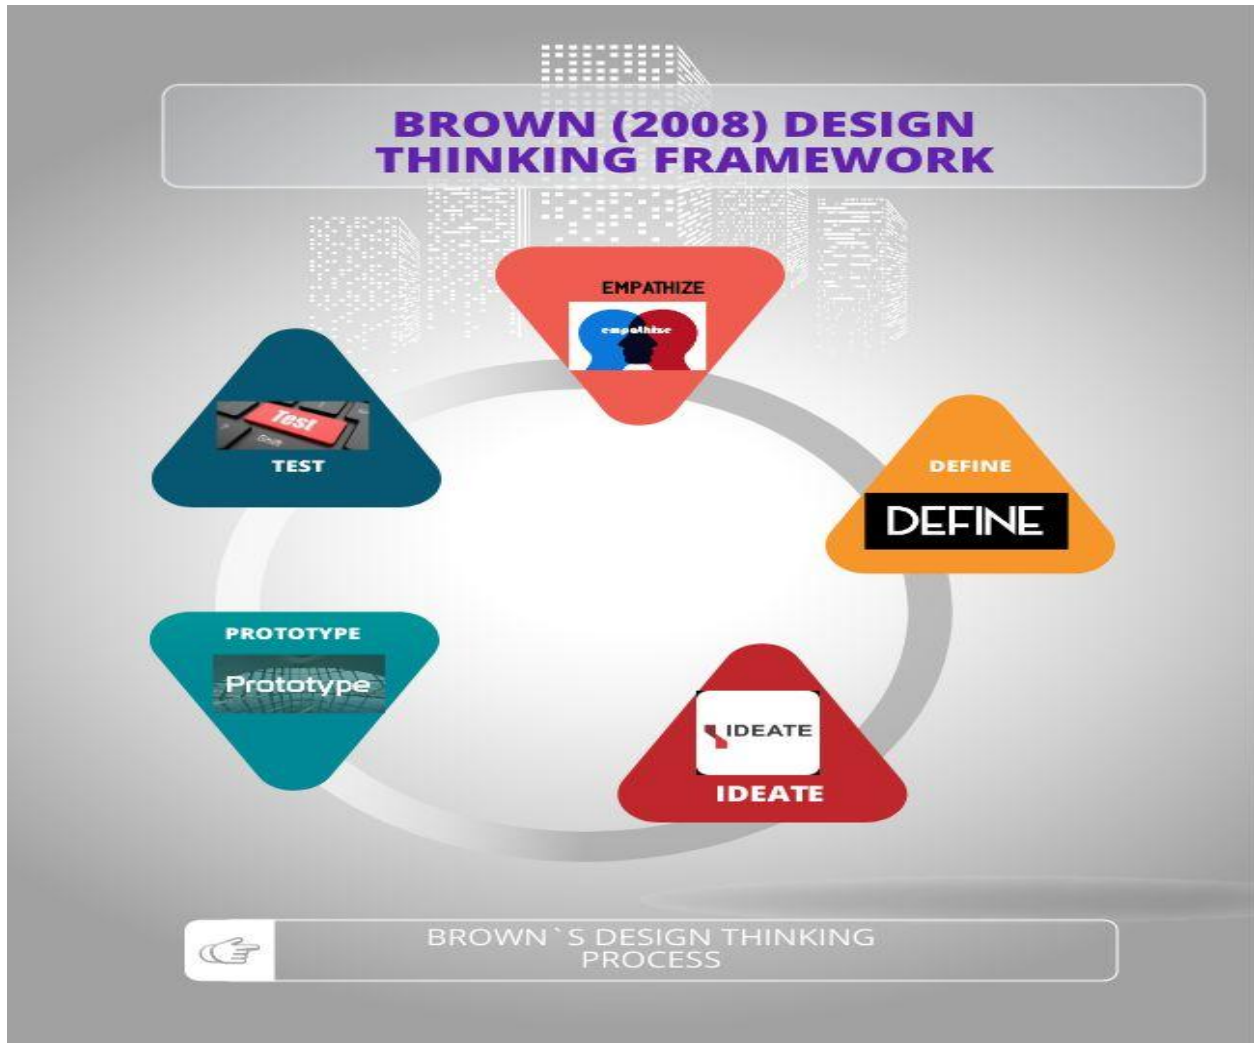 BROWN (2008) DESIGN
THINKING FRAMEWORK
EMPATHIZE
empathize
DEFINE
DEFINE
IDEATE
IDEATE
PROTOTYPE
Prototype
Test
TEST
BROWN`S DESIGN THINKING
PROCESS